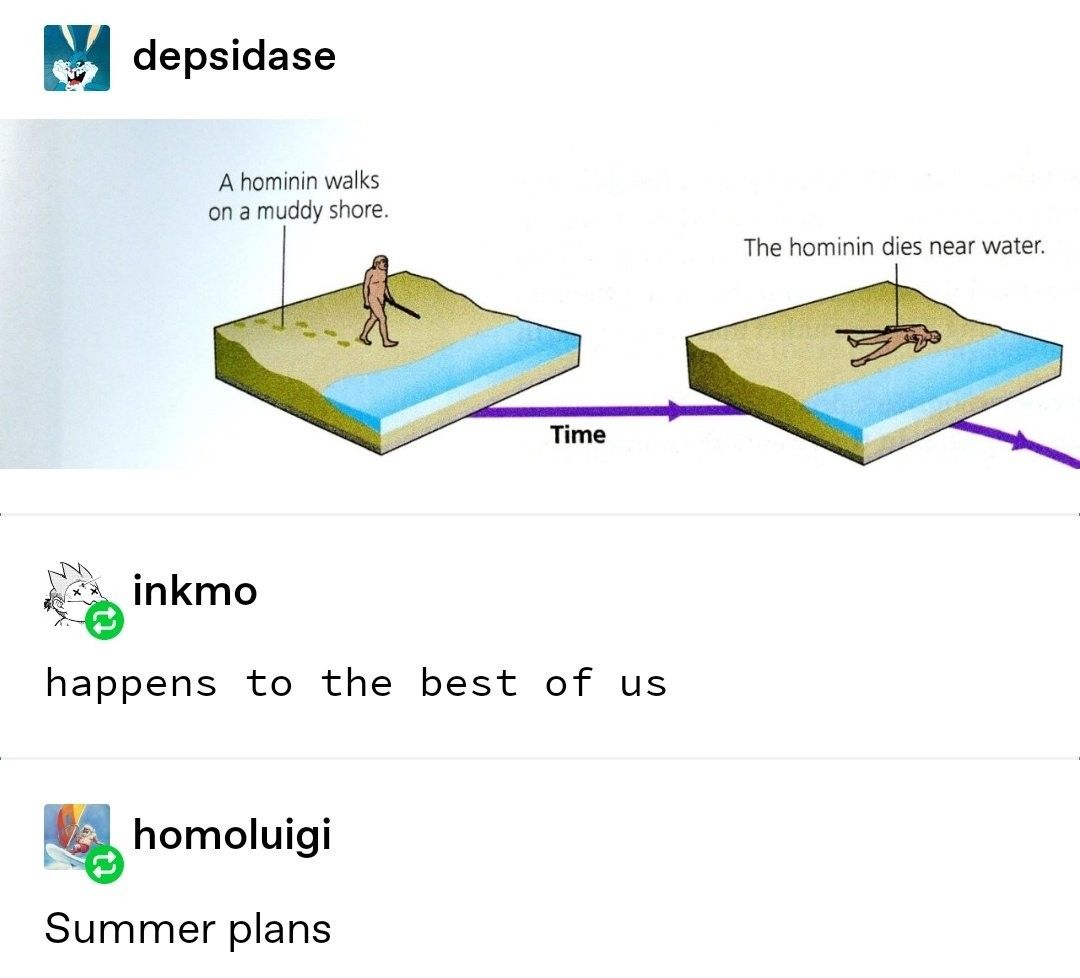 depsidase
A hominin walks
on a muddy shore.
The hominin dies near water.
Time
inkmo
happens to the best of us
homoluigi
Summer plans